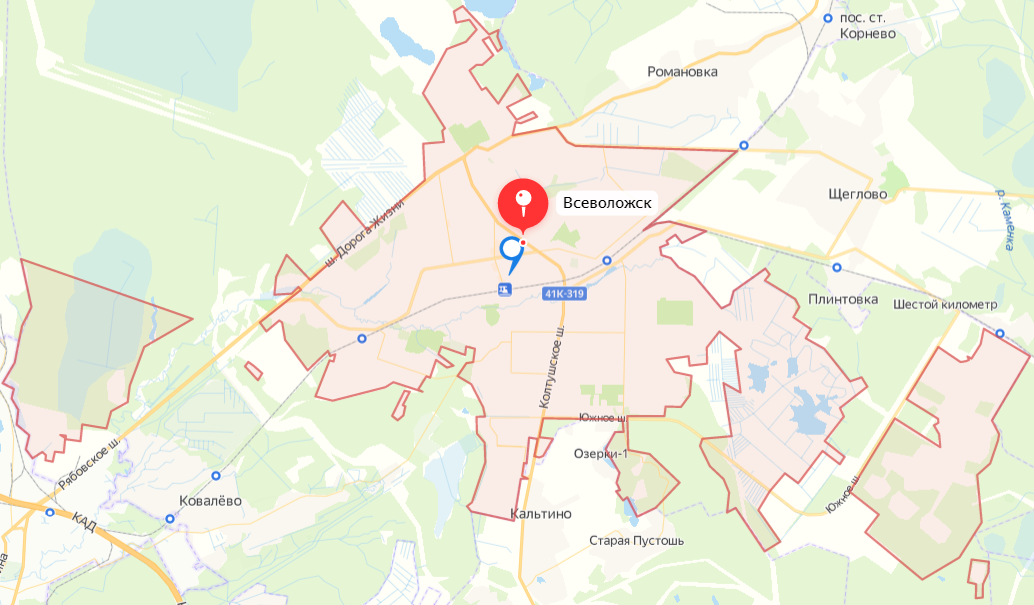 пос. ст.
Корнево
Романовка
Щеглово
р. Каменка
Всеволожск
ш. Дорога Жизни
41К-319
Плинтовка
Шестой километр
Колтушское ш.
Южное ш.
Озерки-1
Рябовское ш.
Ковалёво
КАД
Кальтино
Южное ш.
Старая Пустошь